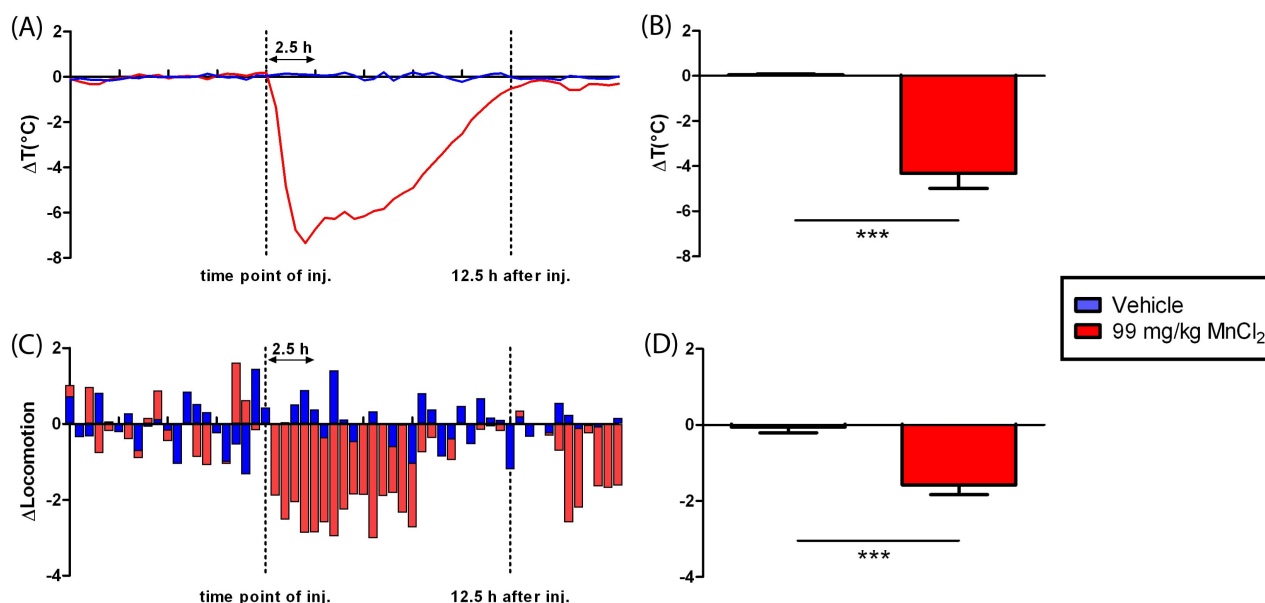 (A)
2
0
-2
-4
-6
-8
ΔT(°C)
2.5 h
time point of inj.
12.5 h after inj.
(B)
2
0
-2
-4
-6
-8
ΔT(°C)
***
Vehicle
99 mg/kg MnCl₂
(C)
2
0
-2
-4
ΔLocomotion
2.5 h
time point of inj.
12.5 h after inj.
(D)
2
0
-2
-4
***